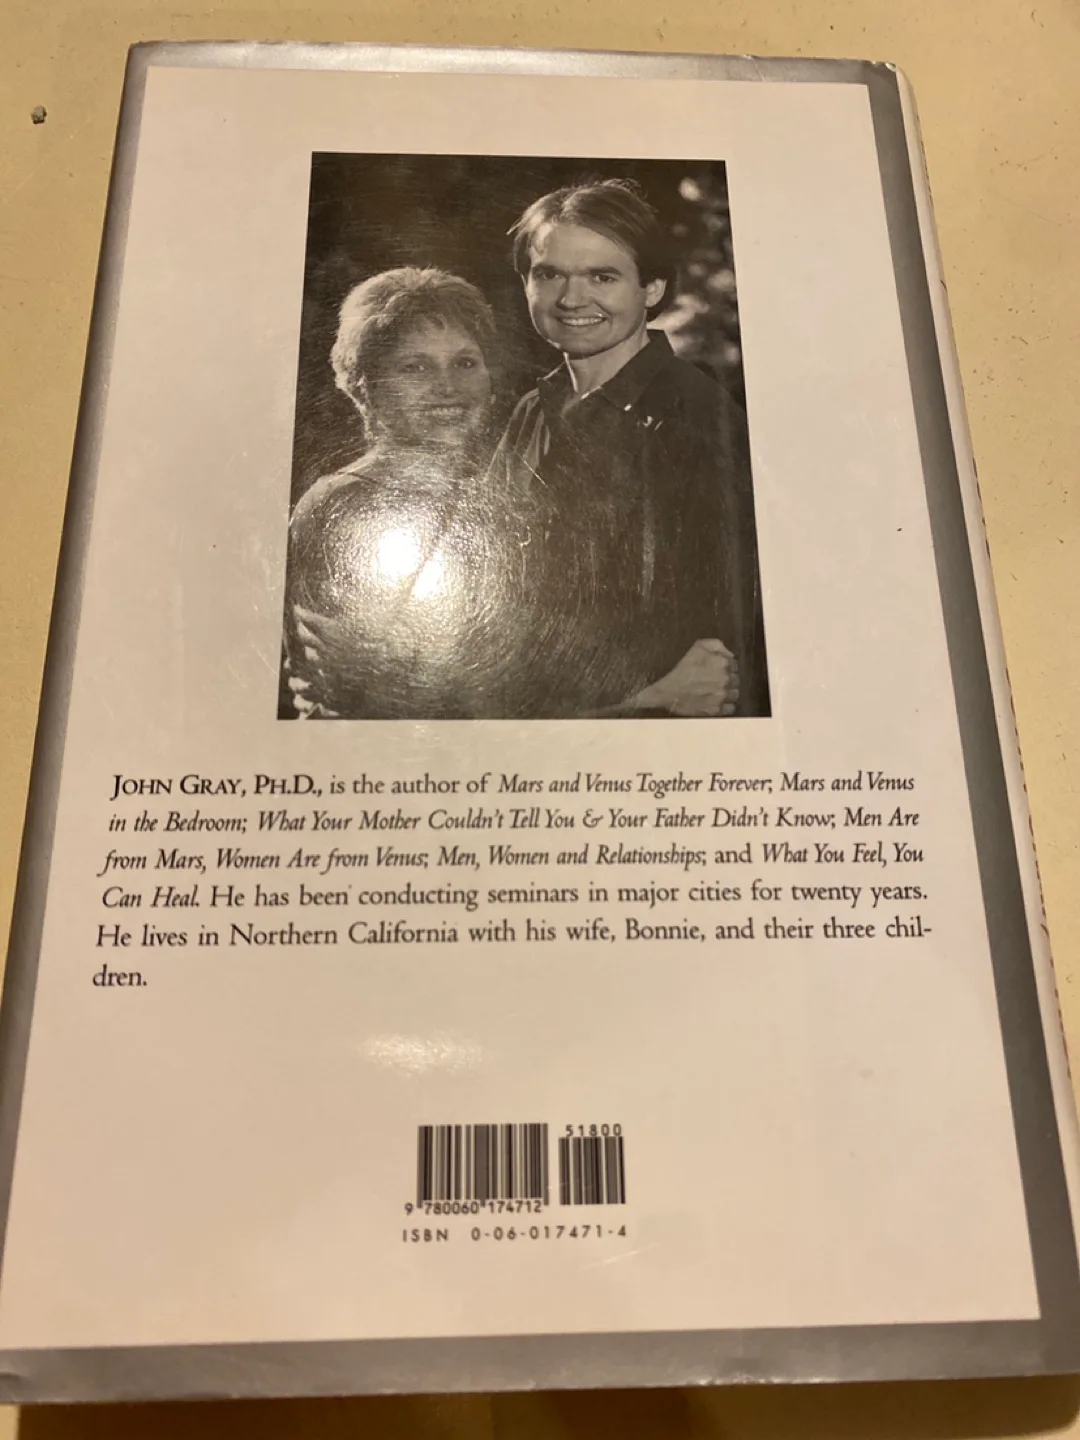 JOHN GRAY, PH.D., is the author of Mars and Venus Together Forever; Mars and Venus
in the Bedroom; What Your Mother Couldn't Tell You & Your Father Didn't Know; Men Are
from Mars, Women Are from Venus; Men, Women and Relationships; and What You Feel, You
Can Heal. He has been conducting seminars in major cities for twenty years.
He lives in Northern California with his wife, Bonnie, and their three chil-
dren.
51800
9 780060 174712
ISBN 0-06-017471-4